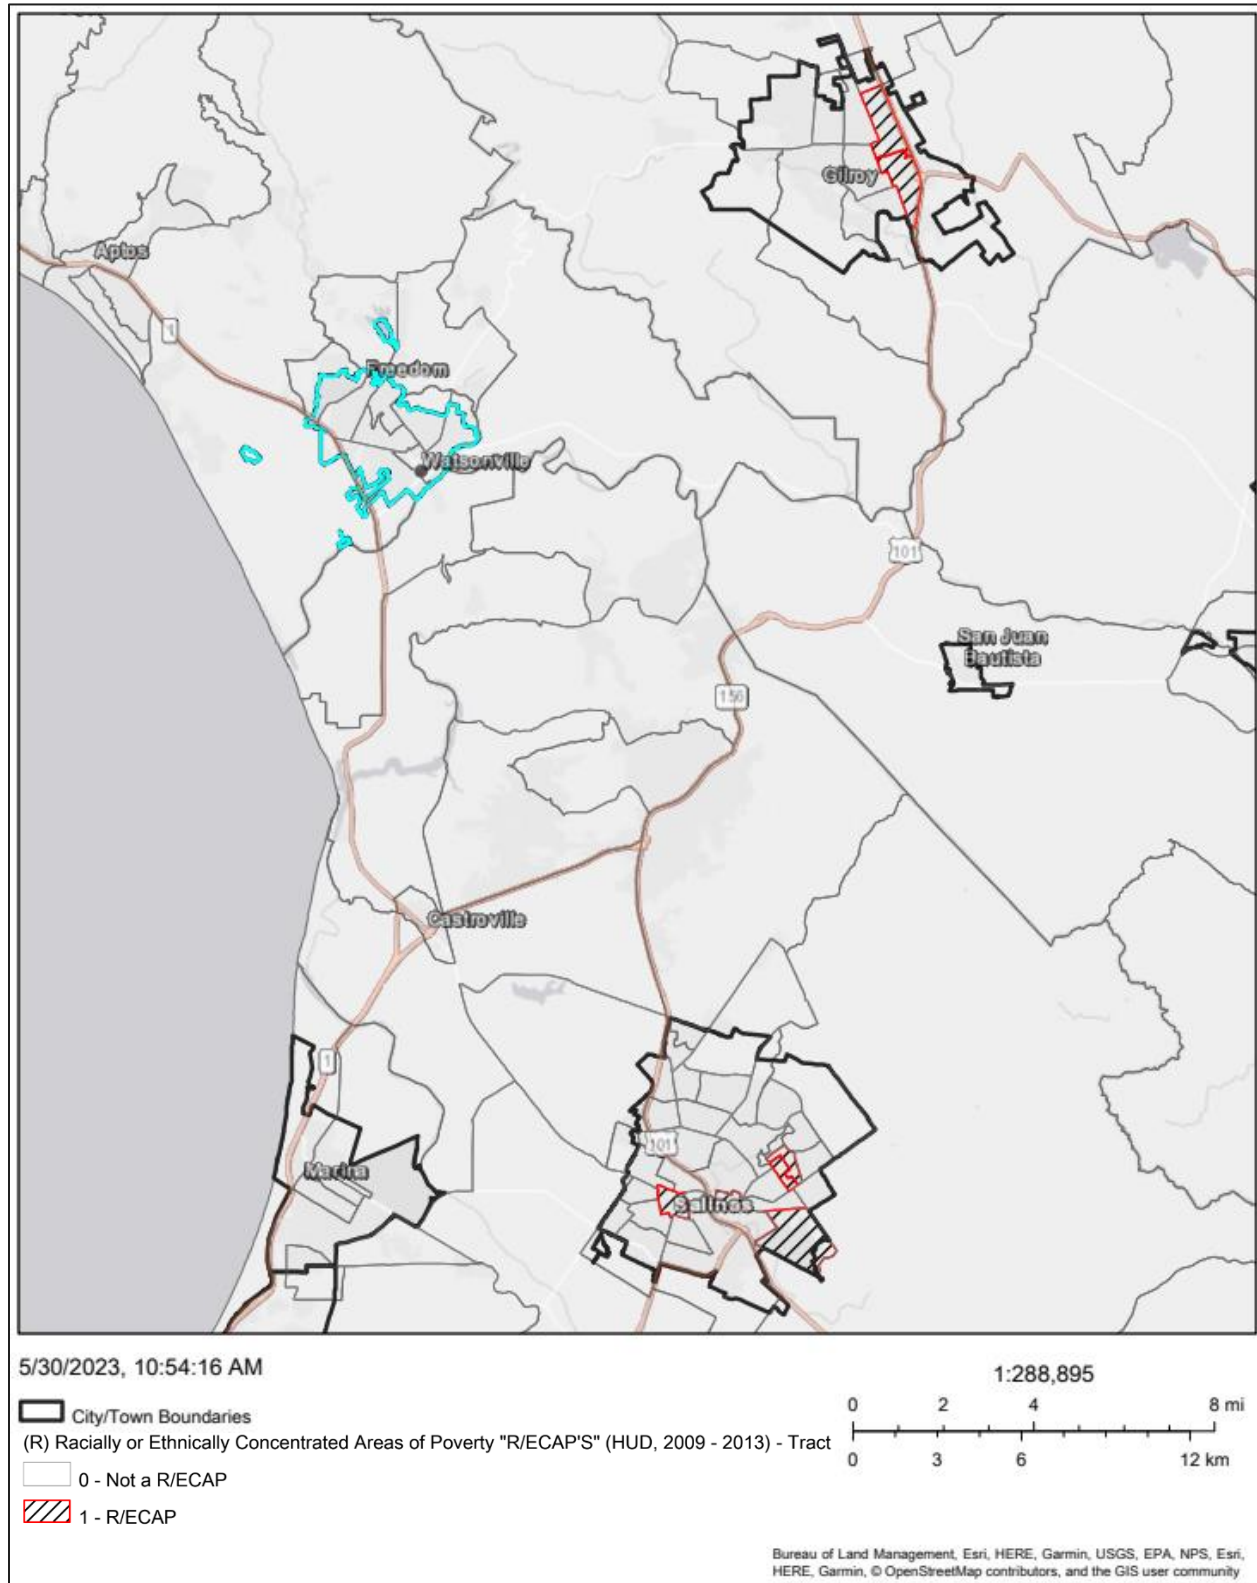 Gilroy
Aptos
1
Freedom
Watsonville
101
San Juan
Bautista
156
Castroville
1
101
Marina
Salinas
5/30/2023, 10:54:16 AM
1:288,895
City/Town Boundaries
0 2 4 8 mi
(R) Racially or Ethnically Concentrated Areas of Poverty "R/ECAP'S" (HUD, 2009 - 2013) - Tract
0 3 6 12 km
0 - Not a R/ECAP
1 - R/ECAP
Bureau of Land Management, Esri, HERE, Garmin, USGS, EPA, NPS, Esri,
HERE, Garmin, © OpenStreetMap contributors, and the GIS user community